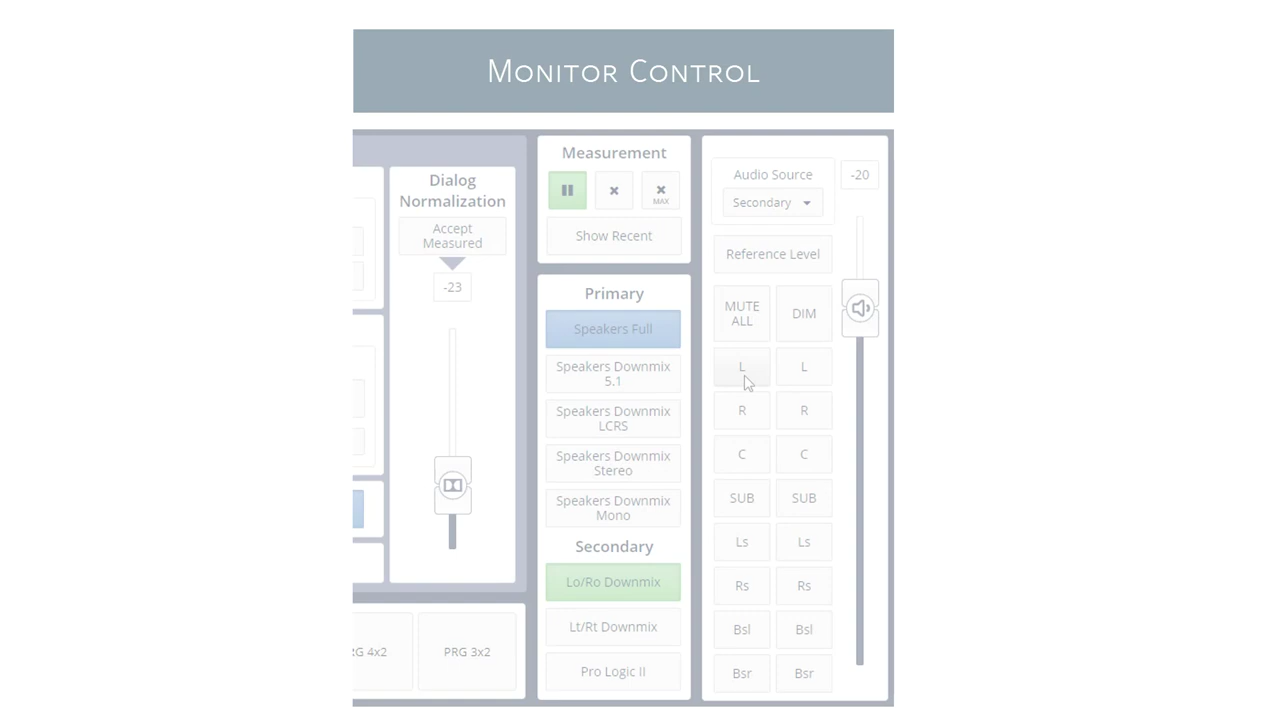 Monitor Control
Dialog
Normalization
Accept
Measured
-23
Measurement
MAX
Show Recent
Primary
Speakers Full
Speakers Downmix
5.1
Speakers Downmix
LCRS
Speakers Downmix
Stereo
Speakers Downmix
Mono
Secondary
Lo/Ro Downmix
Lt/Rt Downmix
Pro Logic II
Audio Source
Secondary
-20
Reference Level
MUTE
ALL
DIM
L L
R R
C C
SUB SUB
Ls Ls
Rs Rs
Bsl Bsl
Bsr Bsr
4x2
PRG 3x2